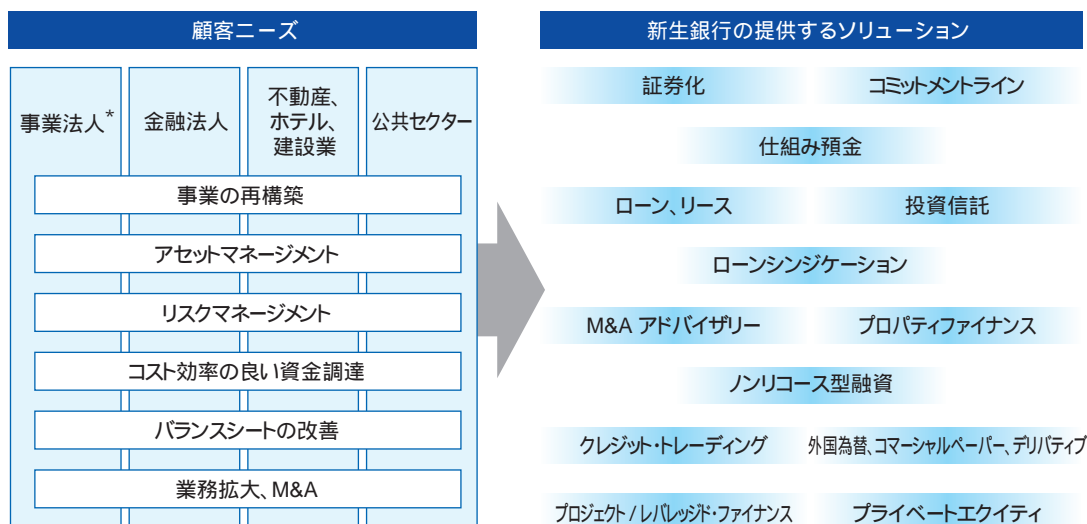 顧客ニーズ
事業法人*
金融法人
不動産、
ホテル、
建設業
公共セクター
事業の再構築
アセットマネージメント
リスクマネージメント
コスト効率の良い資金調達
バランスシートの改善
業務拡大、M&A
新生銀行の提供するソリューション
証券化
コミットメントライン
仕組み預金
ローン、リース
投資信託
ローンシンジケーション
M&A アドバイザリー
プロパティファイナンス
ノンリコース型融資
クレジット・トレーディング
外国為替、コマーシャルペーパー、デリバティブ
プロジェクト / レバレッジド・ファイナンス
プライベートエクイティ